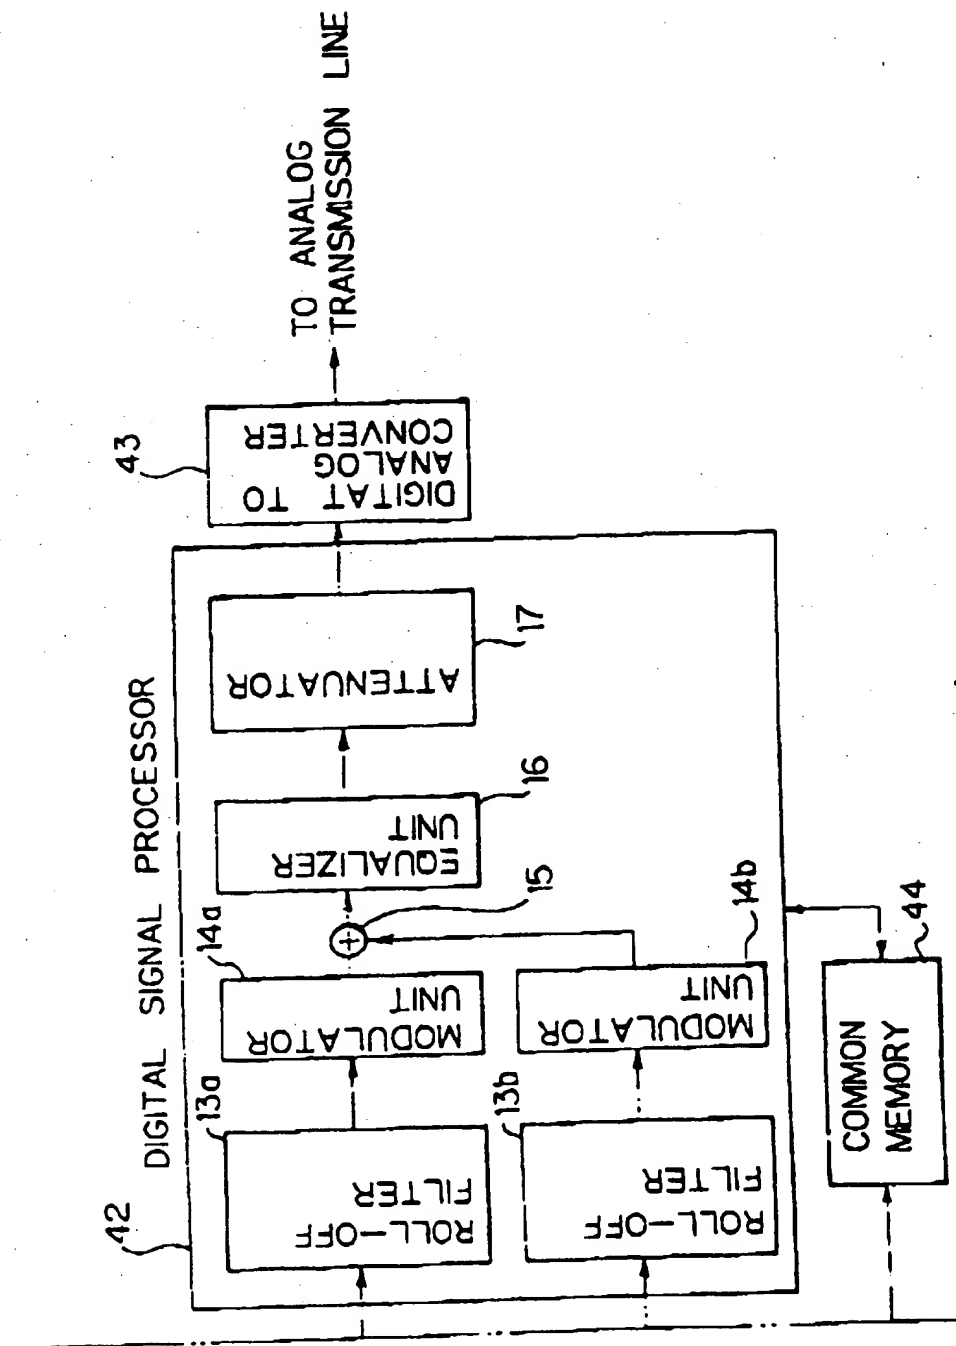 DIGITAL SIGNAL PROCESSOR
42
13a
ROLL-OFF
FILTER
14a
MODULATOR
UNIT
15
+
EQUALIZER
UNIT
16
ATTENUATOR
17
43
DIGITAT TO
ANALOG
CONVERTER
TO ANALOG
TRANSMISSION LINE
13b
ROLL-OFF
FILTER
14b
MODULATOR
UNIT
COMMON
MEMORY
44